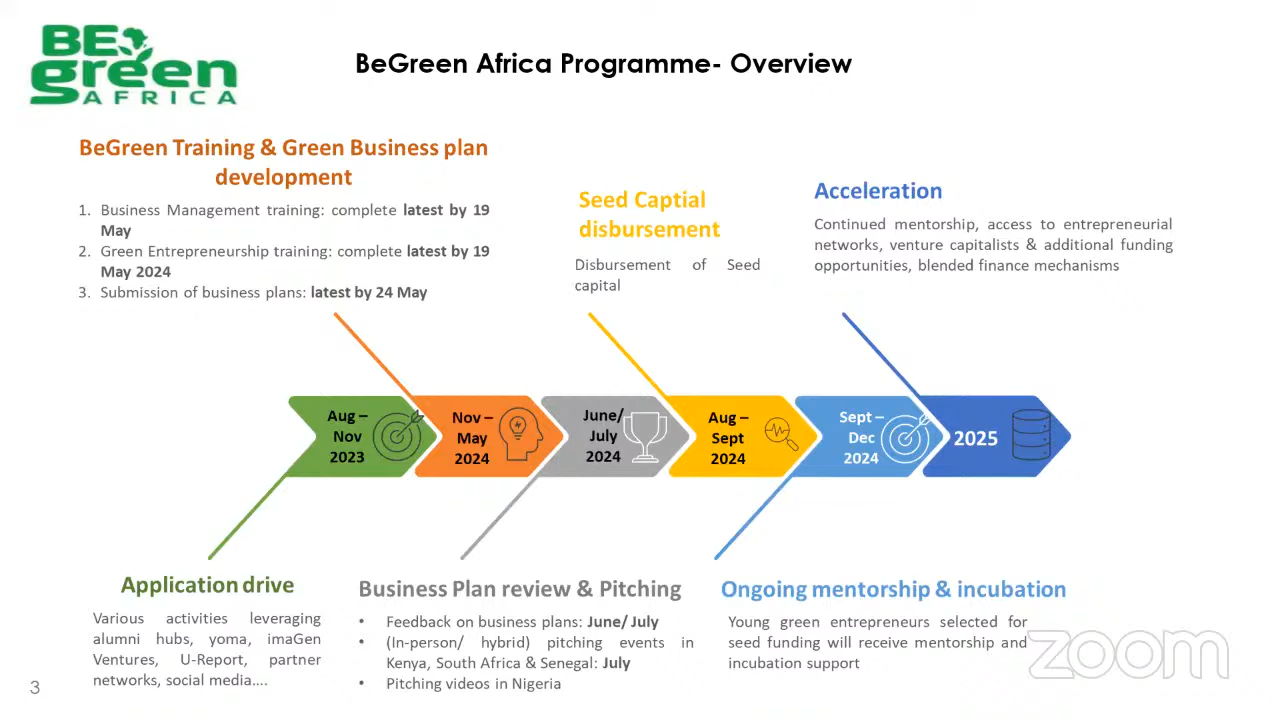 BE
green
AFRICA
BeGreen Africa Programme- Overview
BeGreen Training & Green Business plan
development
1. Business Management training: complete latest by 19
May
2. Green Entrepreneurship training: complete latest by 19
May 2024
3. Submission of business plans: latest by 24 May
Seed Captial
disbursement
Disbursement of Seed
capital
Acceleration
Continued mentorship, access to entrepreneurial
networks, venture capitalists & additional funding
opportunities, blended finance mechanisms
Aug –
Nov
2023
Nov –
May
2024
June/
July
2024
Aug –
Sept
2024
Sept –
Dec
2024
2025
Application drive
Various activities leveraging
alumni hubs, yoma, imaGen
Ventures, U-Report, partner
networks, social media....
Business Plan review & Pitching
• Feedback on business plans: June/ July
• (In-person/ hybrid) pitching events in
Kenya, South Africa & Senegal: July
• Pitching videos in Nigeria
Ongoing mentorship & incubation
Young green entrepreneurs selected for
seed funding will receive mentorship and
incubation support
zoom
3